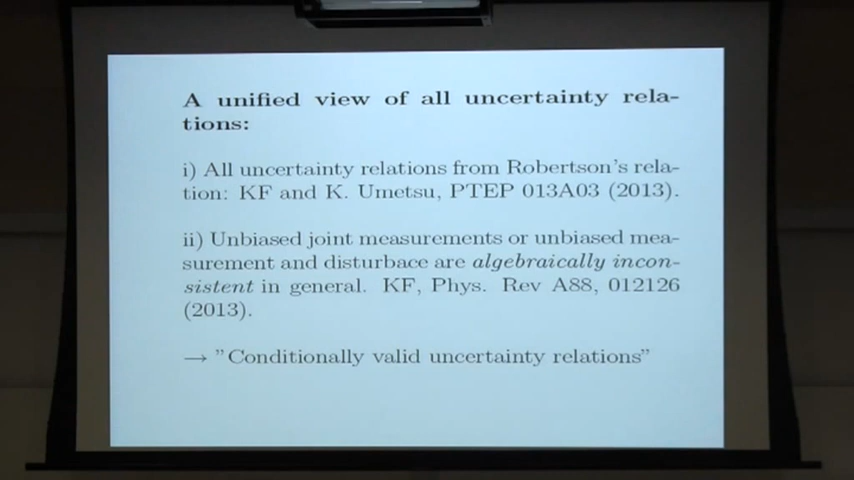 A unified view of all uncertainty rela-
tions:
i) All uncertainty relations from Robertson's rela-
tion: KF and K. Umetsu, PTEP 013A03 (2013).
ii) Unbiased joint measurements or unbiased mea-
surement and disturbace are algebraically incon-
sistent in general. KF, Phys. Rev A88, 012126
(2013).
→ "Conditionally valid uncertainty relations"